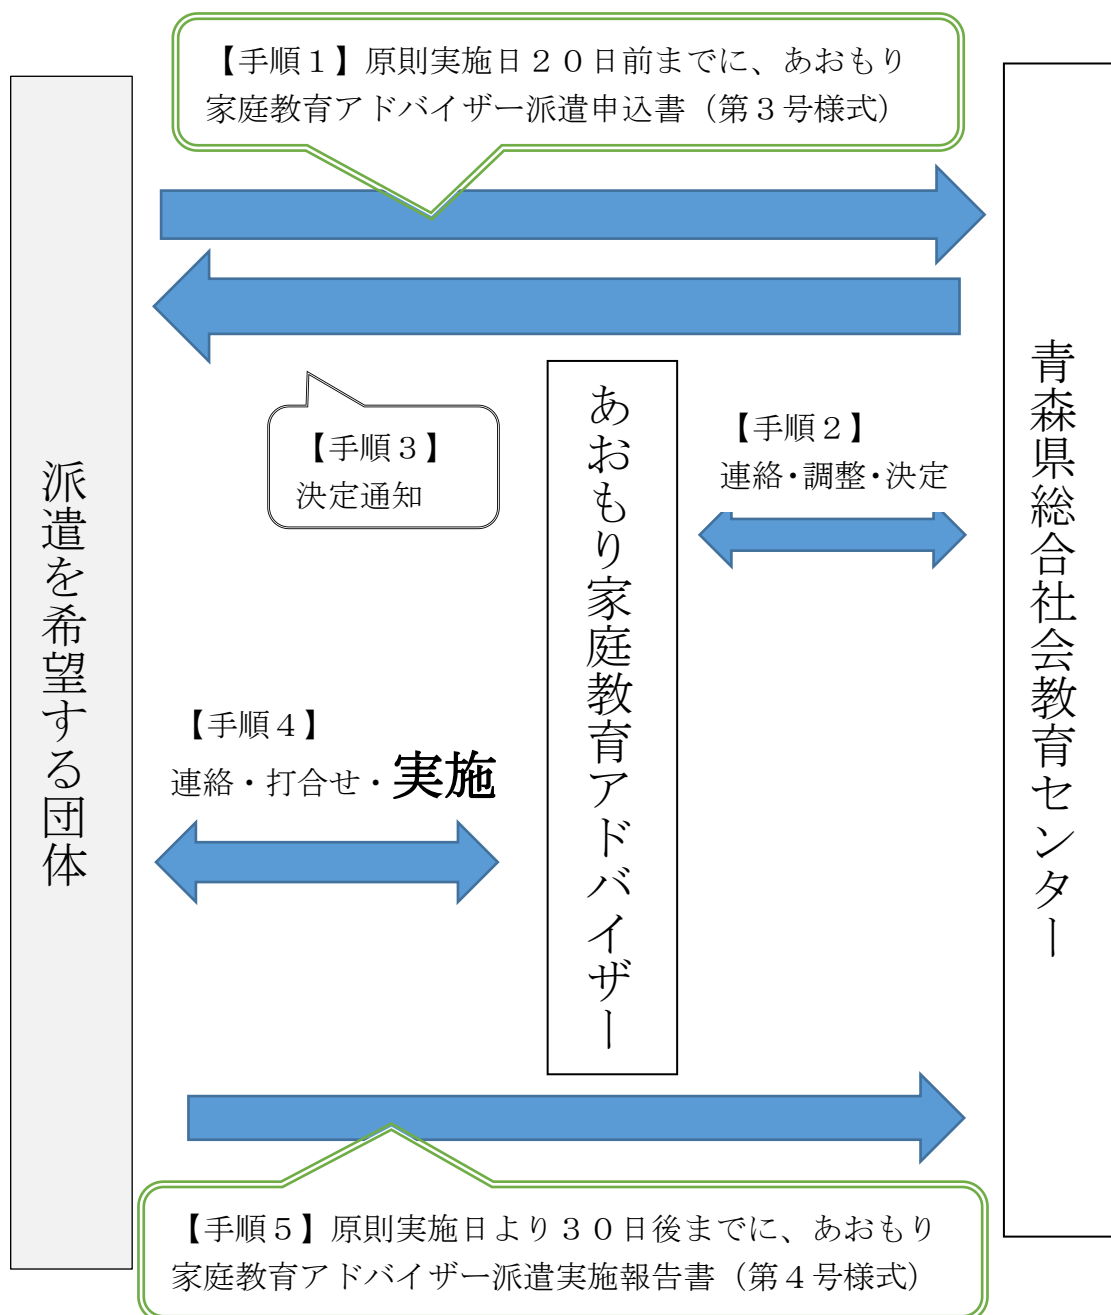 【手順１】原則実施日２０日前までに、あおもり
家庭教育アドバイザー派遣申込書（第３号様式）
派遣を希望する団体
青森県総合社会教育センター
あおもり家庭教育アドバイザー
【手順２】
連絡・調整・決定
【手順３】
決定通知
【手順４】
連絡・打合せ・実施
【手順５】原則実施日より３０日後までに、あおもり
家庭教育アドバイザー派遣実施報告書（第４号様式）